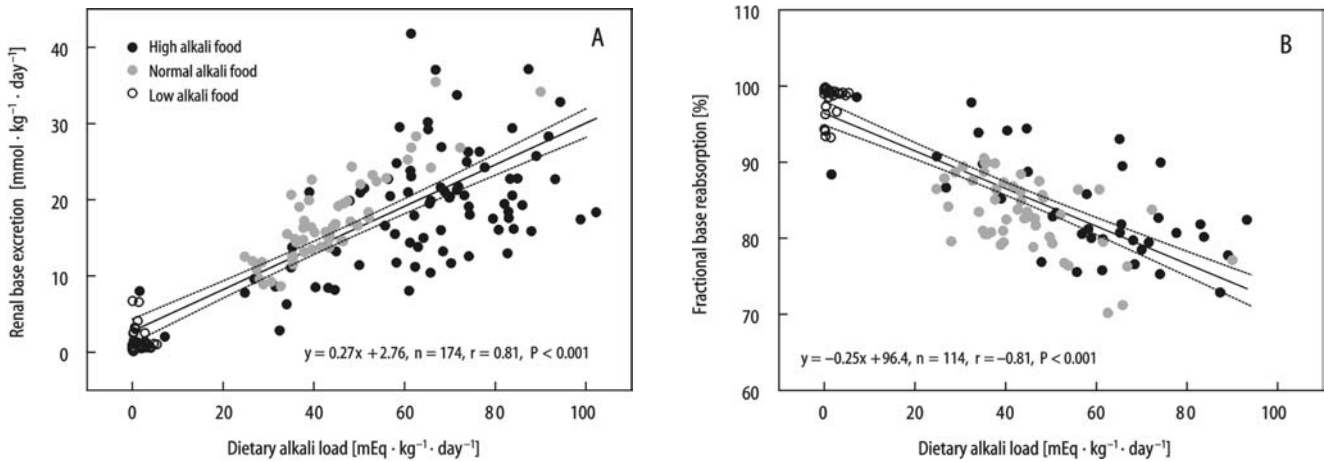 A
High alkali food
Normal alkali food
Low alkali food
Renal base excretion [mmol · kg⁻¹ · day⁻¹]
40
30
20
10
0
y = 0.27x + 2.76, n = 174, r = 0.81, P < 0.001
0 20 40 60 80 100
Dietary alkali load [mEq · kg⁻¹ · day⁻¹]
B
Fractional base reabsorption [%]
110
100
90
80
70
60
y = −0.25x + 96.4, n = 114, r = −0.81, P < 0.001
0 20 40 60 80 100
Dietary alkali load [mEq · kg⁻¹ · day⁻¹]